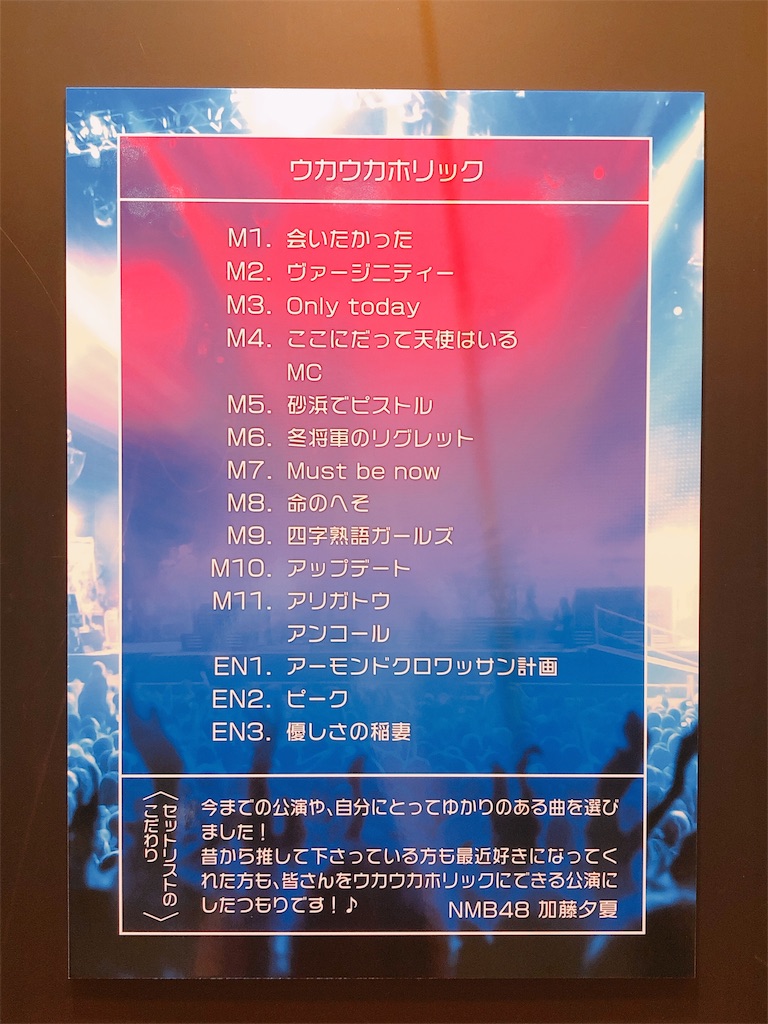 ウカウカホリック
M1. 会いたかった
M2. ヴァージニティー
M3. Only today
M4. ここにだって天使はいる
MC
M5. 砂浜でピストル
M6. 冬将軍のリグレット
M7. Must be now
M8. 命のへそ
M9. 四字熟語ガールズ
M10. アップデート
M11. アリガトウ
アンコール
EN1. アーモンドクロワッサン計画
EN2. ピーク
EN3. 優しさの稲妻
〈セットリストの
こだわり〉
今までの公演や、自分にとってゆかりのある曲を選び
ました!
昔から推して下さっている方も最近好きになってく
れた方も、皆さんをウカウカホリックにできる公演に
したつもりです!♪
NMB48 加藤夕夏